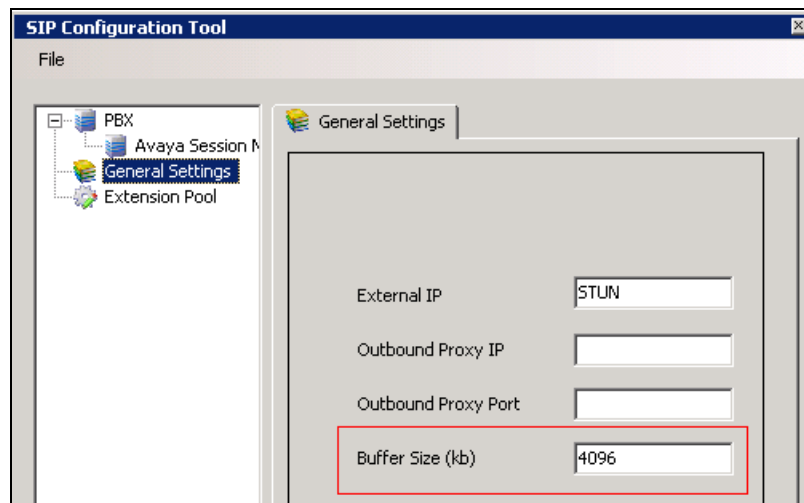 SIP Configuration Tool
File
PBX
Avaya Session
General Settings
Extension Pool
General Settings
External IP
STUN
Outbound Proxy IP
Outbound Proxy Port
Buffer Size (kb)
4096